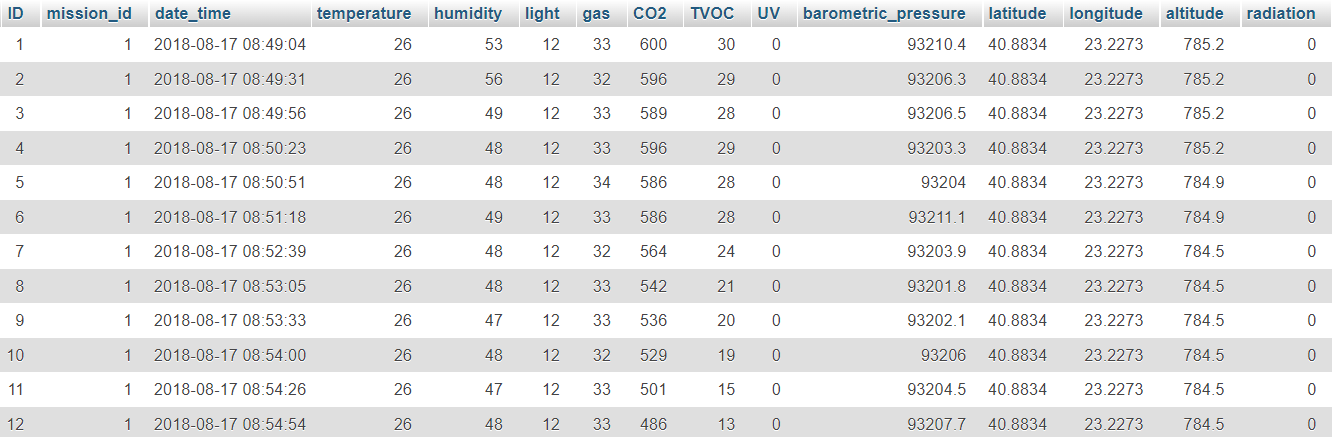 ID mission_id date_time temperature humidity light gas CO2 TVOC UV barometric_pressure latitude longitude altitude radiation
1 1 2018-08-17 08:49:04 26 53 12 33 600 30 0 93210.4 40.8834 23.2273 785.2 0
2 1 2018-08-17 08:49:31 26 56 12 32 596 29 0 93206.3 40.8834 23.2273 785.2 0
3 1 2018-08-17 08:49:56 26 49 12 33 589 28 0 93206.5 40.8834 23.2273 785.2 0
4 1 2018-08-17 08:50:23 26 48 12 33 596 29 0 93203.3 40.8834 23.2273 785.2 0
5 1 2018-08-17 08:50:51 26 48 12 34 586 28 0 93204 40.8834 23.2273 784.9 0
6 1 2018-08-17 08:51:18 26 49 12 33 586 28 0 93211.1 40.8834 23.2273 784.9 0
7 1 2018-08-17 08:52:39 26 48 12 32 564 24 0 93203.9 40.8834 23.2273 784.5 0
8 1 2018-08-17 08:53:05 26 48 12 33 542 21 0 93201.8 40.8834 23.2273 784.5 0
9 1 2018-08-17 08:53:33 26 47 12 33 536 20 0 93202.1 40.8834 23.2273 784.5 0
10 1 2018-08-17 08:54:00 26 48 12 32 529 19 0 93206 40.8834 23.2273 784.5 0
11 1 2018-08-17 08:54:26 26 47 12 33 501 15 0 93204.5 40.8834 23.2273 784.5 0
12 1 2018-08-17 08:54:54 26 48 12 33 486 13 0 93207.7 40.8834 23.2273 784.5 0